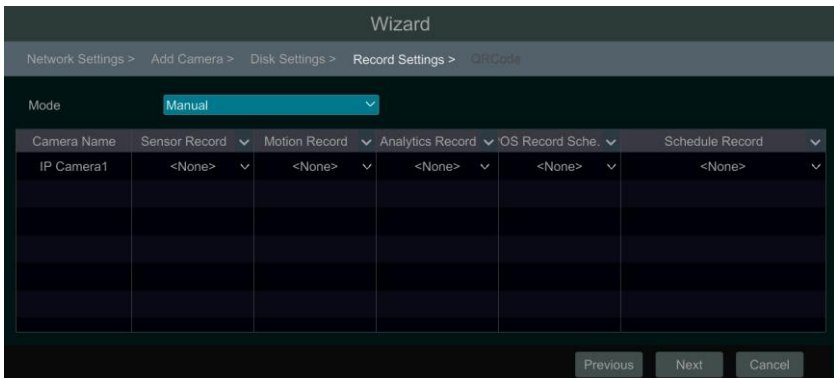 Wizard
Network Settings > Add Camera > Disk Settings > Record Settings > QRCode
Mode Manual
Camera Name Sensor Record Motion Record Analytics Record OS Record Sche. Schedule Record
IP Camera1 <None> <None> <None> <None> <None>
Previous Next Cancel